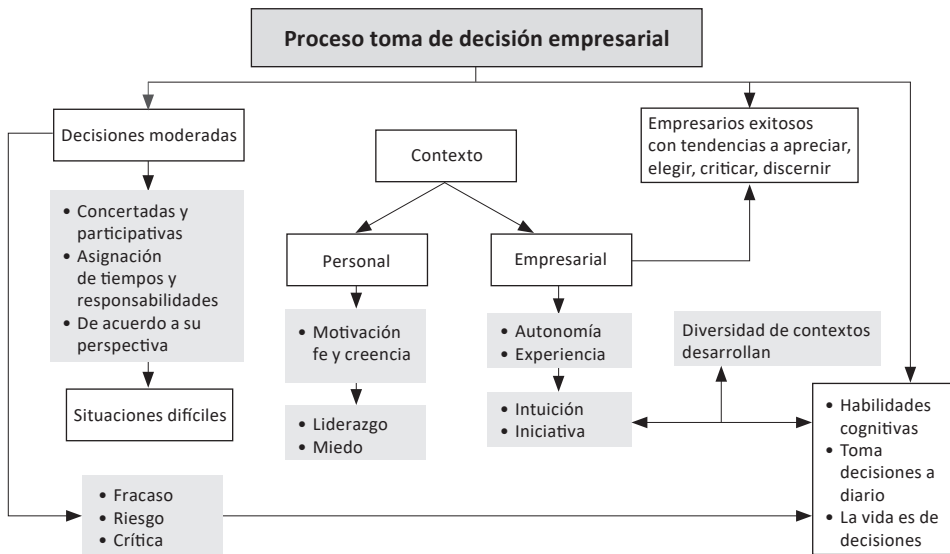 Proceso toma de decisión empresarial
Decisiones moderadas
Empresarios exitosos
con tendencias a apreciar,
elegir, criticar, discernir
Contexto
• Concertadas y
participativas
• Asignación
de tiempos y
responsabilidades
• De acuerdo a su
perspectiva
Personal
Empresarial
• Motivación
fe y creencia
• Autonomía
• Experiencia
Diversidad de contextos
desarrollan
Situaciones difíciles
• Liderazgo
• Miedo
• Intuición
• Iniciativa
• Habilidades
cognitivas
• Toma
decisiones a
diario
• La vida es de
decisiones
• Fracaso
• Riesgo
• Crítica